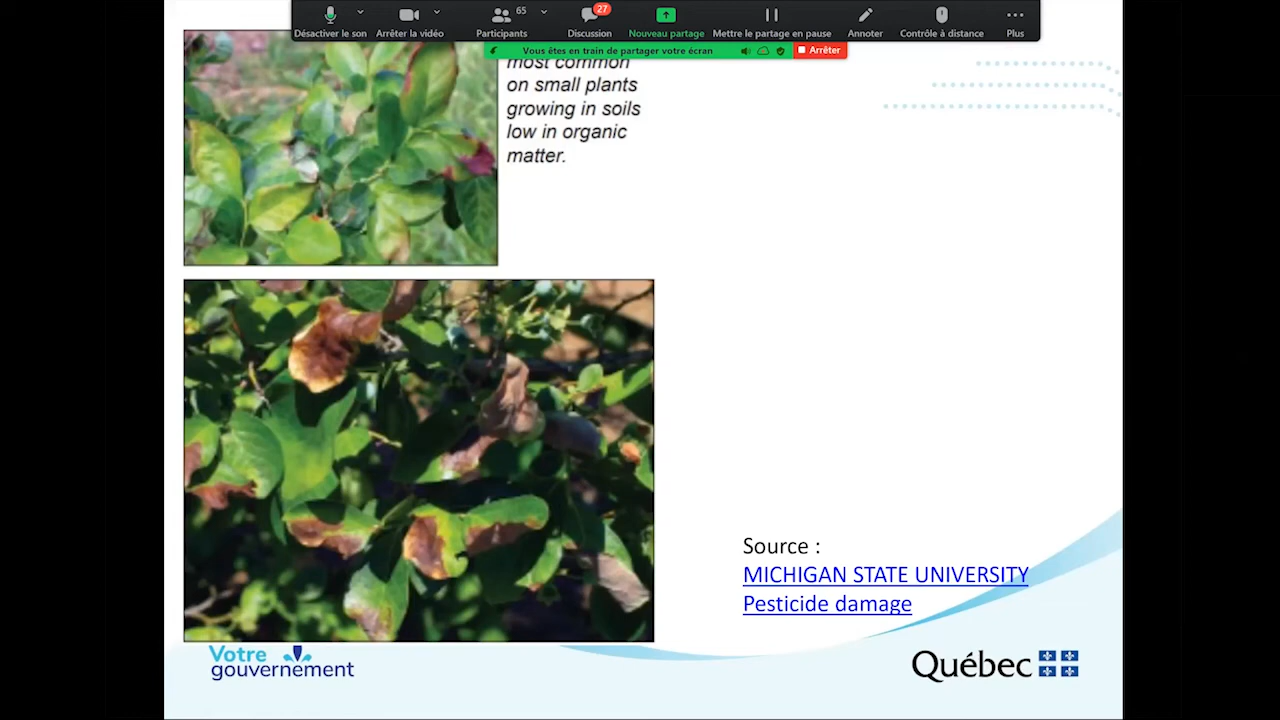 65
27
Désactiver le son
Arrêter la vidéo
Participants
Discussion
Nouveau partage
Mettre le partage en pause
Annoter
Contrôle à distance
Plus
Vous êtes en train de partager votre écran
Arrêter
most common
on small plants
growing in soils
low in organic
matter.
Source :
MICHIGAN STATE UNIVERSITY
Pesticide damage
Votre
gouvernement
Québec